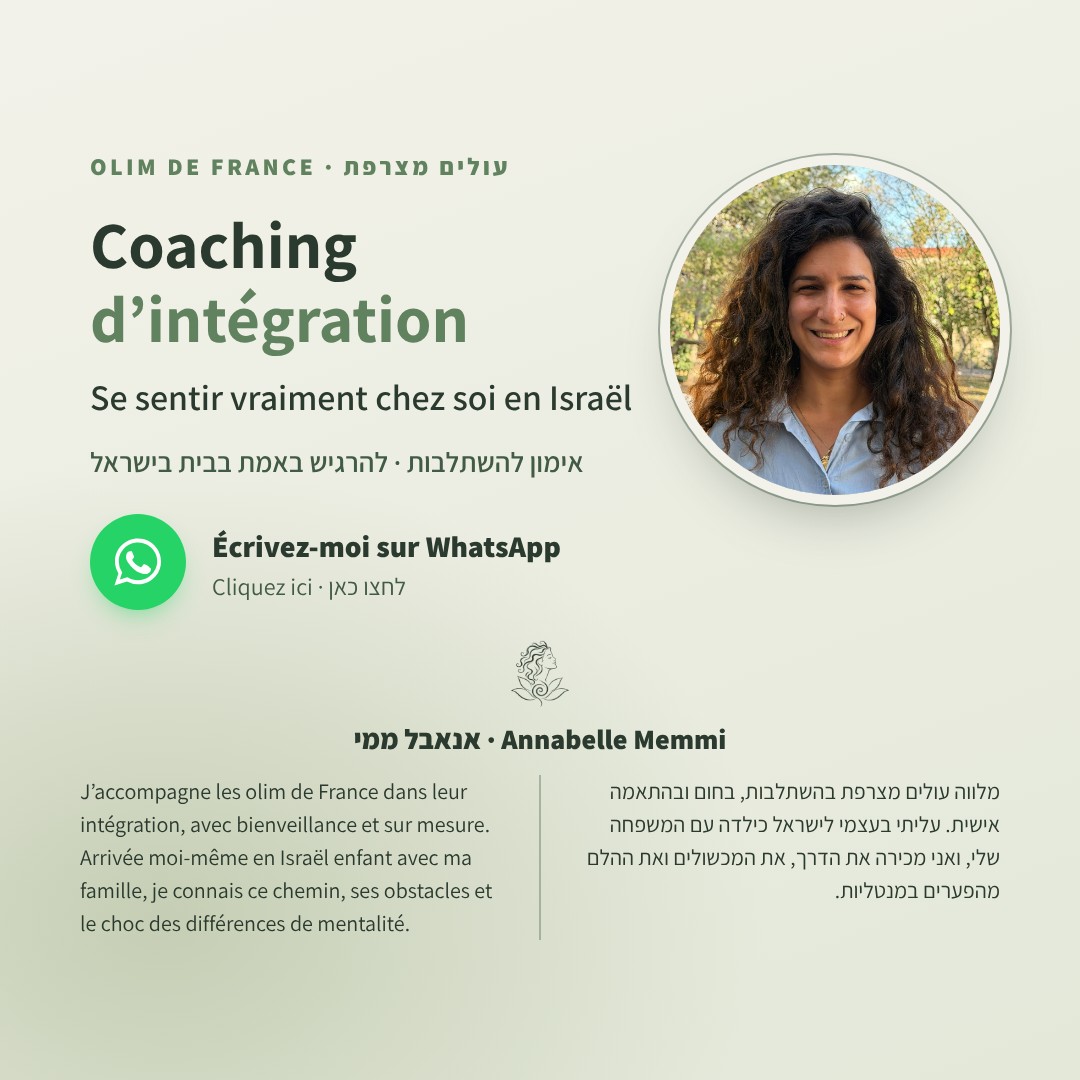 OLIM DE FRANCE · עולים מצרפת
Coaching
d’intégration
Se sentir vraiment chez soi en Israël
אימון להשתלבות · להרגיש באמת בבית בישראל
Écrivez-moi sur WhatsApp
Cliquez ici · לחצו כאן
Annabelle Memmi · אנאבל ממי
J’accompagne les olim de France dans leur
intégration, avec bienveillance et sur mesure.
Arrivée moi-même en Israël enfant avec ma
famille, je connais ce chemin, ses obstacles et
le choc des différences de mentalité.
מלווה עולים מצרפת בהשתלבות, בחום ובהתאמה
אישית. עליתי בעצמי לישראל כילדה עם המשפחה
שלי, ואני מכירה את הדרך, את המכשולים ואת ההלם
מהפערים במנטליות.